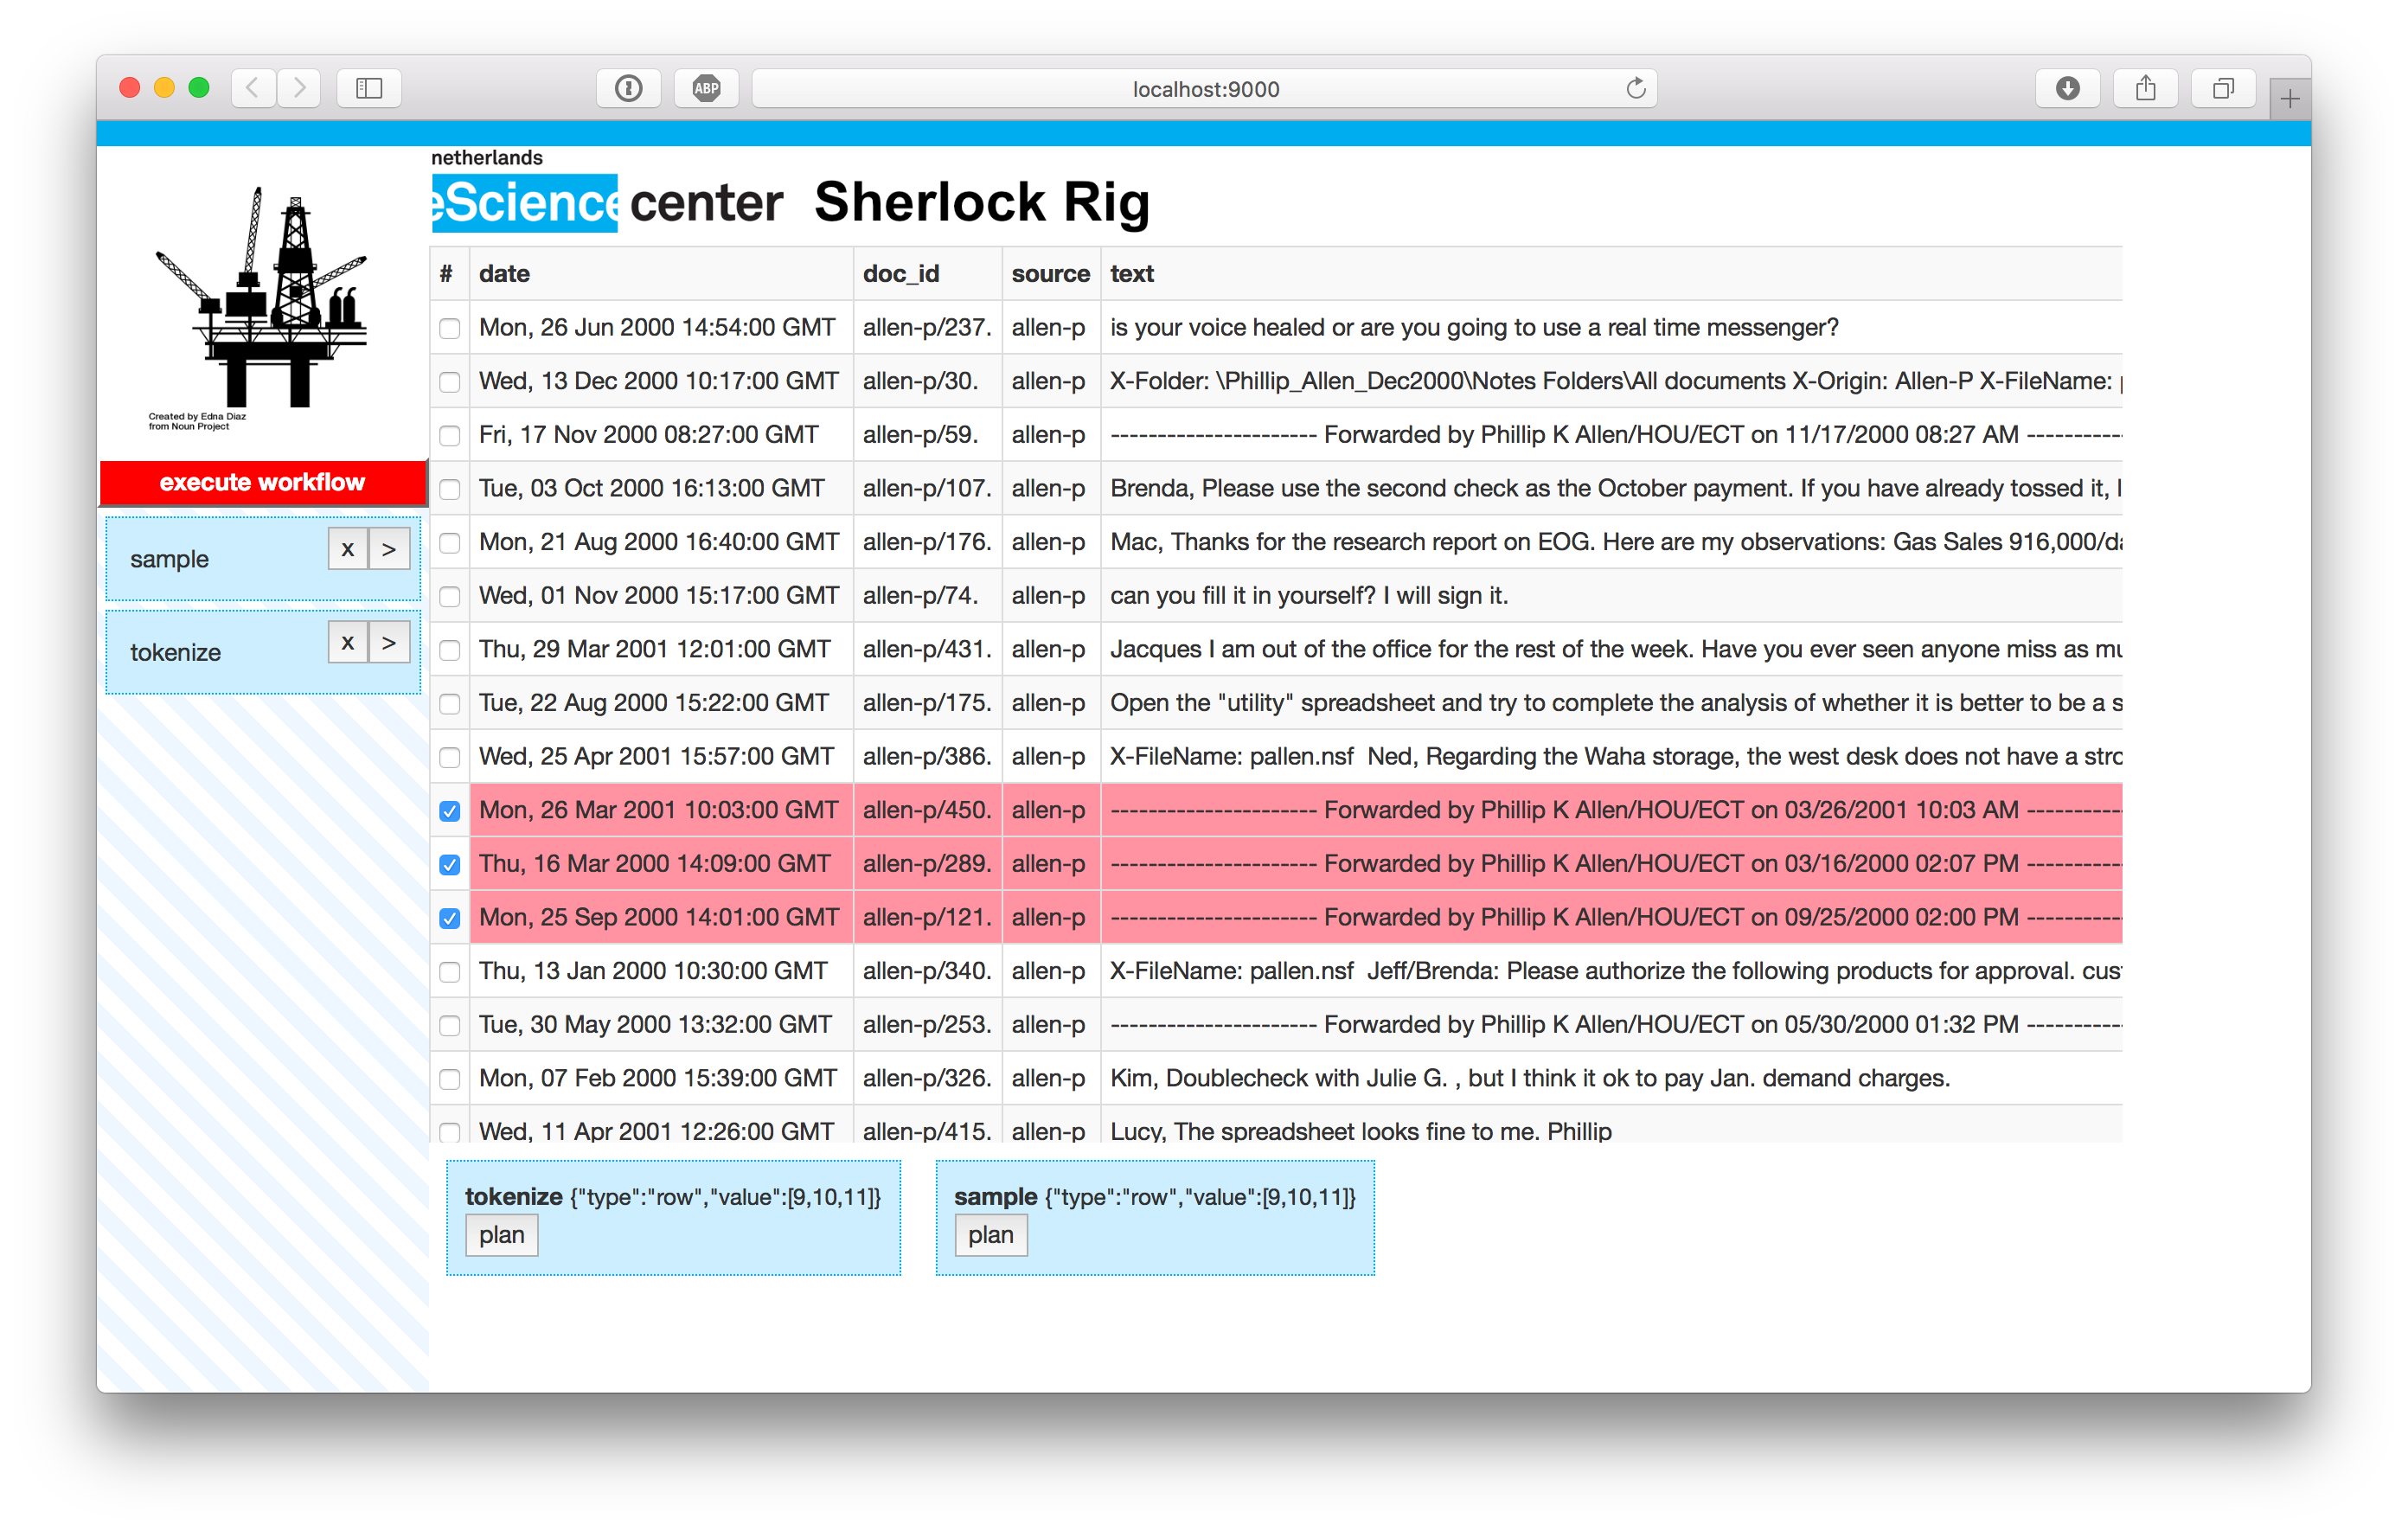 ABP
localhost:9000
netherlands
eScience center Sherlock Rig
Created by Edna Diaz
from Noun Project
execute workflow
sample x >
tokenize x >
# date doc_id source text
Mon, 26 Jun 2000 14:54:00 GMT allen-p/237. allen-p is your voice healed or are you going to use a real time messenger?
Wed, 13 Dec 2000 10:17:00 GMT allen-p/30. allen-p X-Folder: \Phillip_Allen_Dec2000\Notes Folders\All documents X-Origin: Allen-P X-FileName:
Fri, 17 Nov 2000 08:27:00 GMT allen-p/59. allen-p ---------------------- Forwarded by Phillip K Allen/HOU/ECT on 11/17/2000 08:27 AM -----------
Tue, 03 Oct 2000 16:13:00 GMT allen-p/107. allen-p Brenda, Please use the second check as the October payment. If you have already tossed it, I
Mon, 21 Aug 2000 16:40:00 GMT allen-p/176. allen-p Mac, Thanks for the research report on EOG. Here are my observations: Gas Sales 916,000/da
Wed, 01 Nov 2000 15:17:00 GMT allen-p/74. allen-p can you fill it in yourself? I will sign it.
Thu, 29 Mar 2001 12:01:00 GMT allen-p/431. allen-p Jacques I am out of the office for the rest of the week. Have you ever seen anyone miss as mu
Tue, 22 Aug 2000 15:22:00 GMT allen-p/175. allen-p Open the "utility" spreadsheet and try to complete the analysis of whether it is better to be a s
Wed, 25 Apr 2001 15:57:00 GMT allen-p/386. allen-p X-FileName: pallen.nsf Ned, Regarding the Waha storage, the west desk does not have a stro
Mon, 26 Mar 2001 10:03:00 GMT allen-p/450. allen-p ---------------------- Forwarded by Phillip K Allen/HOU/ECT on 03/26/2001 10:03 AM -----------
Thu, 16 Mar 2000 14:09:00 GMT allen-p/289. allen-p ---------------------- Forwarded by Phillip K Allen/HOU/ECT on 03/16/2000 02:07 PM -----------
Mon, 25 Sep 2000 14:01:00 GMT allen-p/121. allen-p ---------------------- Forwarded by Phillip K Allen/HOU/ECT on 09/25/2000 02:00 PM -----------
Thu, 13 Jan 2000 10:30:00 GMT allen-p/340. allen-p X-FileName: pallen.nsf Jeff/Brenda: Please authorize the following products for approval. cus
Tue, 30 May 2000 13:32:00 GMT allen-p/253. allen-p ---------------------- Forwarded by Phillip K Allen/HOU/ECT on 05/30/2000 01:32 PM -----------
Mon, 07 Feb 2000 15:39:00 GMT allen-p/326. allen-p Kim, Doublecheck with Julie G. , but I think it ok to pay Jan. demand charges.
Wed, 11 Apr 2001 12:26:00 GMT allen-p/415. allen-p Lucy, The spreadsheet looks fine to me. Phillip
tokenize {"type":"row","value":[9,10,11]}
plan
sample {"type":"row","value":[9,10,11]}
plan